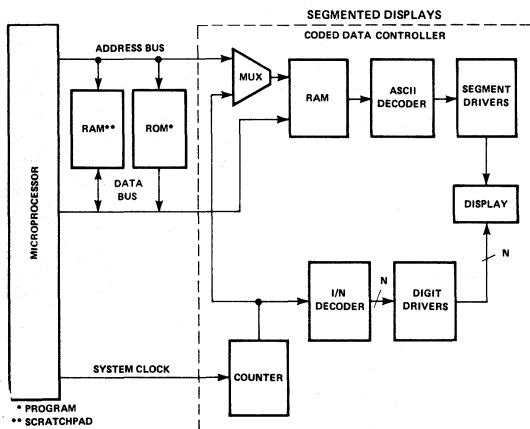 SEGMENTED DISPLAYS
ADDRESS BUS
CODED DATA CONTROLLER
MUX
RAM
ASCII
DECODER
SEGMENT
DRIVERS
RAM**
ROM*
DATA
BUS
MICROPROCESSOR
DISPLAY
N
I/N
DECODER
N
DIGIT
DRIVERS
SYSTEM CLOCK
COUNTER
* PROGRAM
** SCRATCHPAD